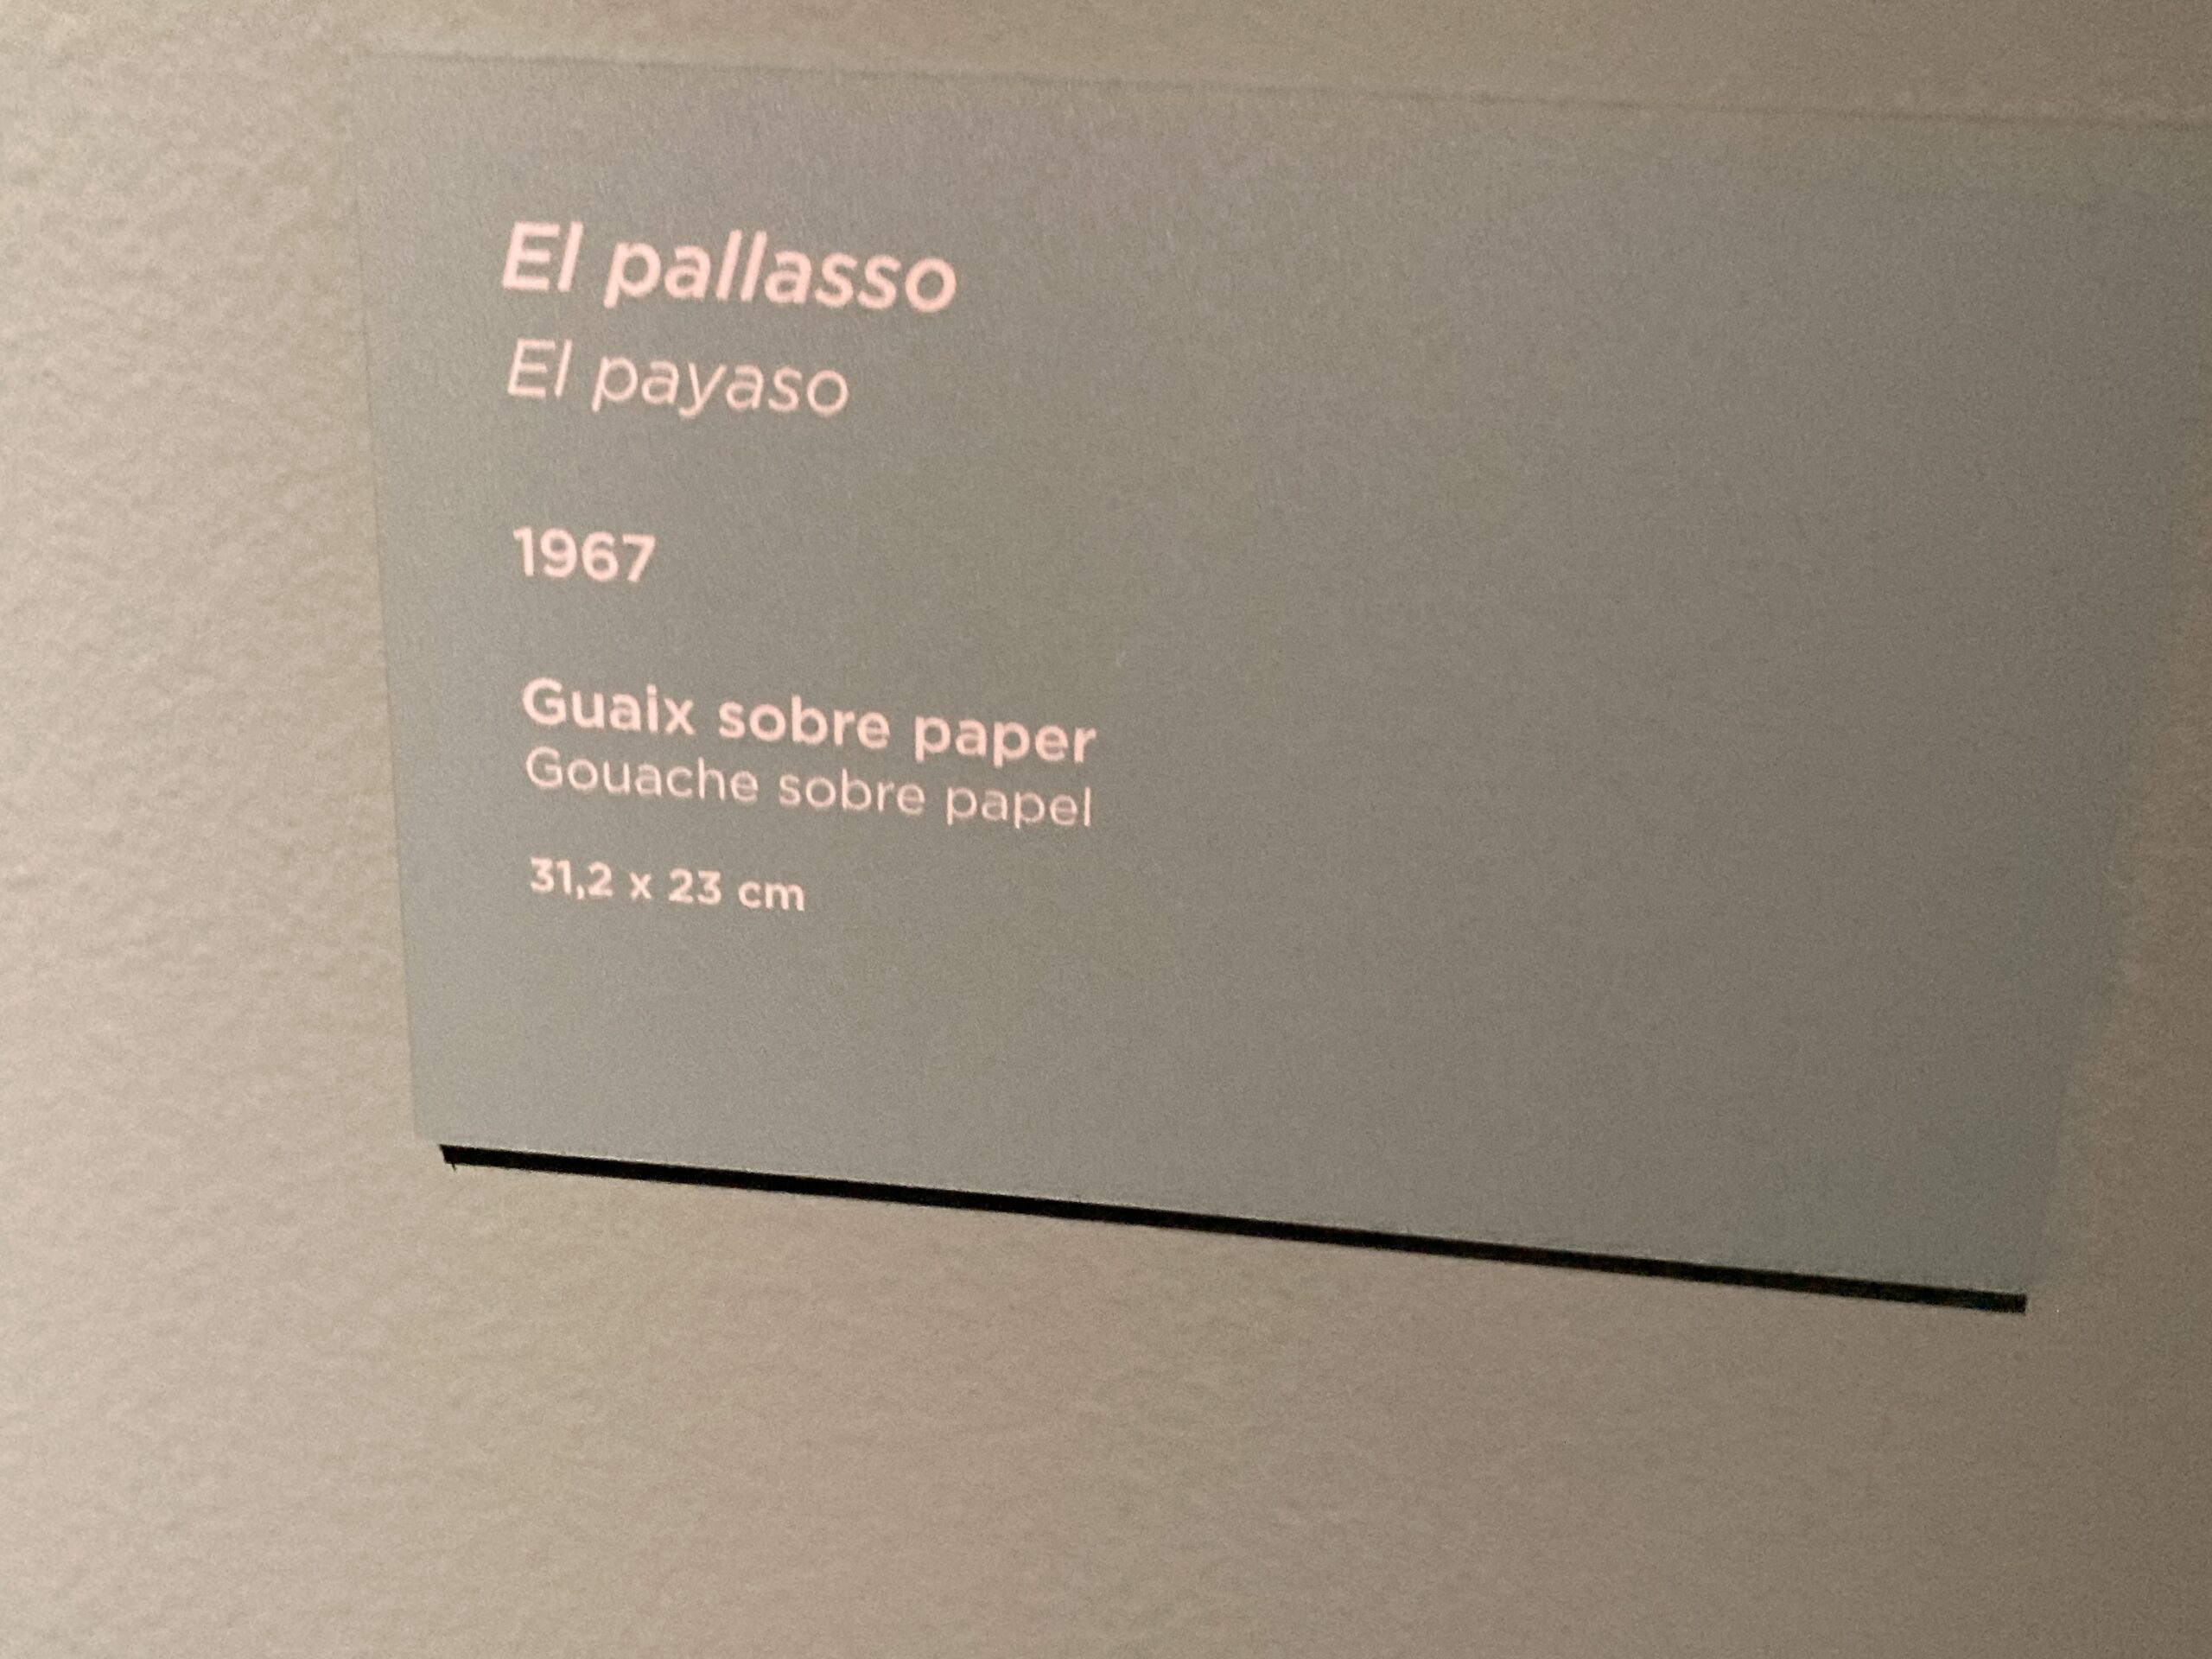 El pallasso
El payaso
1967
Guaix sobre paper
Gouache sobre papel
31,2 x 23 cm